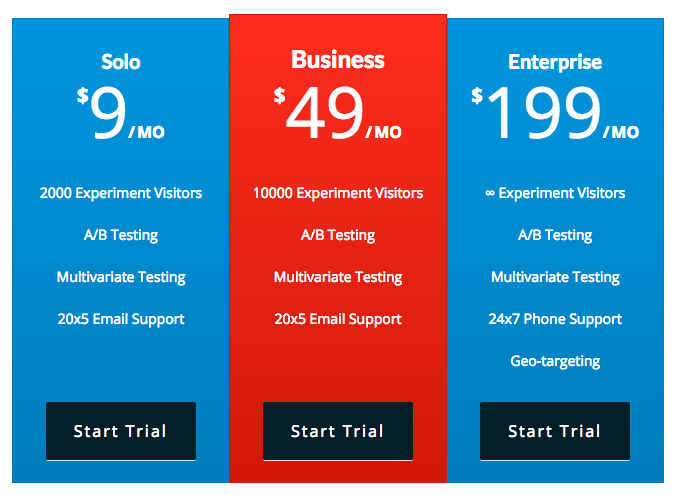 Solo
$9/MO
2000 Experiment Visitors
A/B Testing
Multivariate Testing
20x5 Email Support
Start Trial
Business
$49/MO
10000 Experiment Visitors
A/B Testing
Multivariate Testing
20x5 Email Support
Start Trial
Enterprise
$199/MO
∞ Experiment Visitors
A/B Testing
Multivariate Testing
24x7 Phone Support
Geo-targeting
Start Trial